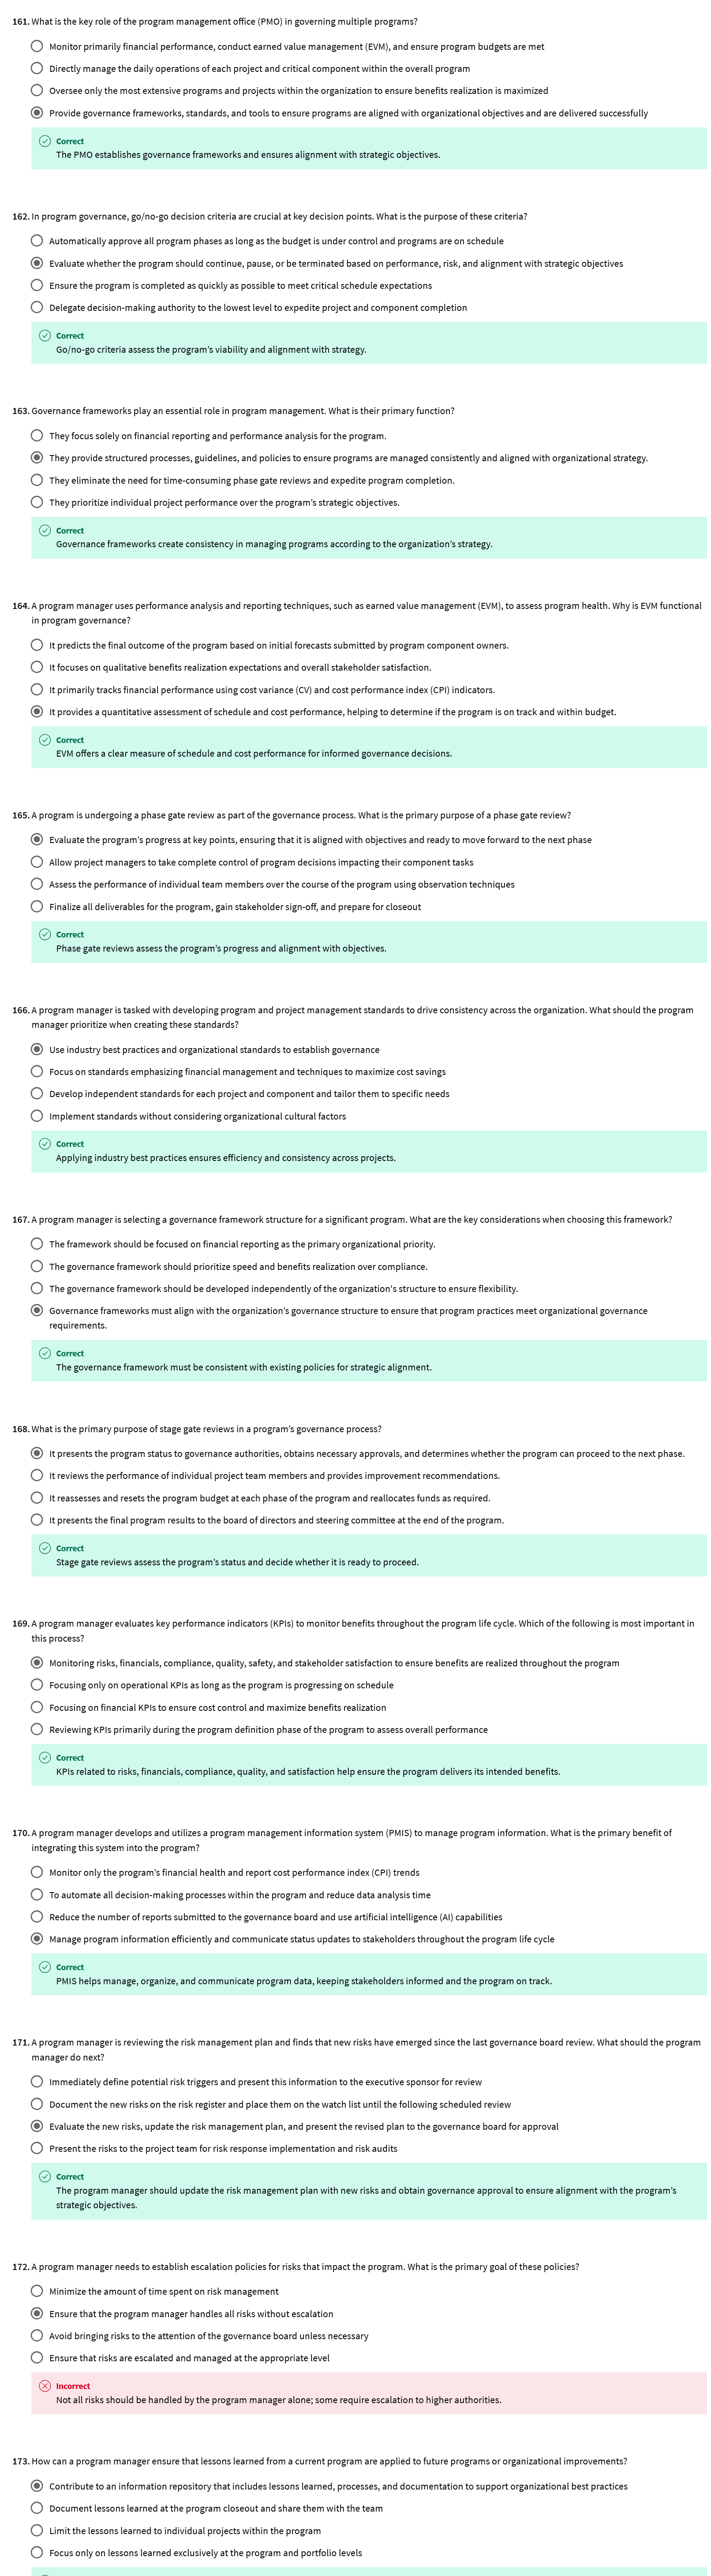 161. What is the key role of the program management office (PMO) in governing multiple programs?
Monitor primarily financial performance, conduct earned value management (EVM), and ensure program budgets are met
Directly manage the daily operations of each project and critical component within the overall program
Oversee only the most extensive programs and projects within the organization to ensure benefits realization is maximized
Provide governance frameworks, standards, and tools to ensure programs are aligned with organizational objectives and are delivered successfully
Correct
The PMO establishes governance frameworks and ensures alignment with strategic objectives.
162. In program governance, go/no-go decision criteria are crucial at key decision points. What is the purpose of these criteria?
Automatically approve all program phases as long as the budget is under control and programs are on schedule
Evaluate whether the program should continue, pause, or be terminated based on performance, risk, and alignment with strategic objectives
Ensure the program is completed as quickly as possible to meet critical schedule expectations
Delegate decision-making authority to the lowest level to expedite project and component completion
Correct
Go/no-go criteria assess the program's viability and alignment with strategy.
163. Governance frameworks play an essential role in program management. What is their primary function?
They focus solely on financial reporting and performance analysis for the program.
They provide structured processes, guidelines, and policies to ensure programs are managed consistently and aligned with organizational strategy.
They eliminate the need for time-consuming phase gate reviews and expedite program completion.
They prioritize individual project performance over the program's strategic objectives.
Correct
Governance frameworks create consistency in managing programs according to the organization's strategy.
164. A program manager uses performance analysis and reporting techniques, such as earned value management (EVM), to assess program health. Why is EVM functional
in program governance?
It predicts the final outcome of the program based on initial forecasts submitted by program component owners.
It focuses on qualitative benefits realization expectations and overall stakeholder satisfaction.
It primarily tracks financial performance using cost variance (CV) and cost performance index (CPI) indicators.
It provides a quantitative assessment of schedule and cost performance, helping to determine if the program is on track and within budget.
Correct
EVM offers a clear measure of schedule and cost performance for informed governance decisions.
165. A program is undergoing a phase gate review as part of the governance process. What is the primary purpose of a phase gate review?
Evaluate the program's progress at key points, ensuring that it is aligned with objectives and ready to move forward to the next phase
Allow project managers to take complete control of program decisions impacting their component tasks
Assess the performance of individual team members over the course of the program using observation techniques
Finalize all deliverables for the program, gain stakeholder sign-off, and prepare for closeout
Correct
Phase gate reviews assess the program's progress and alignment with objectives.
166. A program manager is tasked with developing program and project management standards to drive consistency across the organization. What should the program
manager prioritize when creating these standards?
Use industry best practices and organizational standards to establish governance
Focus on standards emphasizing financial management and techniques to maximize cost savings
Develop independent standards for each project and component and tailor them to specific needs
Implement standards without considering organizational cultural factors
Correct
Applying industry best practices ensures efficiency and consistency across projects.
167. A program manager is selecting a governance framework structure for a significant program. What are the key considerations when choosing this framework?
The framework should be focused on financial reporting as the primary organizational priority.
The governance framework should prioritize speed and benefits realization over compliance.
The governance framework should be developed independently of the organization's structure to ensure flexibility.
Governance frameworks must align with the organization's governance structure to ensure that program practices meet organizational governance
requirements.
Correct
The governance framework must be consistent with existing policies for strategic alignment.
168. What is the primary purpose of stage gate reviews in a program's governance process?
It presents the program status to governance authorities, obtains necessary approvals, and determines whether the program can proceed to the next phase.
It reviews the performance of individual project team members and provides improvement recommendations.
It reassesses and resets the program budget at each phase of the program and reallocates funds as required.
It presents the final program results to the board of directors and steering committee at the end of the program.
Correct
Stage gate reviews assess the program's status and decide whether it is ready to proceed.
169. A program manager evaluates key performance indicators (KPIs) to monitor benefits throughout the program life cycle. Which of the following is most important in
this process?
Monitoring risks, financials, compliance, quality, safety, and stakeholder satisfaction to ensure benefits are realized throughout the program
Focusing only on operational KPIs as long as the program is progressing on schedule
Focusing on financial KPIs to ensure cost control and maximize benefits realization
Reviewing KPIs primarily during the program definition phase of the program to assess overall performance
Correct
KPIs related to risks, financials, compliance, quality, and satisfaction help ensure the program delivers its intended benefits.
170. A program manager develops and utilizes a program management information system (PMIS) to manage program information. What is the primary benefit of
integrating this system into the program?
Monitor only the program's financial health and report cost performance index (CPI) trends
To automate all decision-making processes within the program and reduce data analysis time
Reduce the number of reports submitted to the governance board and use artificial intelligence (AI) capabilities
Manage program information efficiently and communicate status updates to stakeholders throughout the program life cycle
Correct
PMIS helps manage, organize, and communicate program data, keeping stakeholders informed and the program on track.
171. A program manager is reviewing the risk management plan and finds that new risks have emerged since the last governance board review. What should the program
manager do next?
Immediately define potential risk triggers and present this information to the executive sponsor for review
Document the new risks on the risk register and place them on the watch list until the following scheduled review
Evaluate the new risks, update the risk management plan, and present the revised plan to the governance board for approval
Present the risks to the project team for risk response implementation and risk audits
Correct
The program manager should update the risk management plan with new risks and obtain governance approval to ensure alignment with the program's
strategic objectives.
172. A program manager needs to establish escalation policies for risks that impact the program. What is the primary goal of these policies?
Minimize the amount of time spent on risk management
Ensure that the program manager handles all risks without escalation
Avoid bringing risks to the attention of the governance board unless necessary
Ensure that risks are escalated and managed at the appropriate level
Incorrect
Not all risks should be handled by the program manager alone; some require escalation to higher authorities.
173. How can a program manager ensure that lessons learned from a current program are applied to future programs or organizational improvements?
Contribute to an information repository that includes lessons learned, processes, and documentation to support organizational best practices
Document lessons learned at the program closeout and share them with the team
Limit the lessons learned to individual projects within the program
Focus only on lessons learned exclusively at the program and portfolio levels